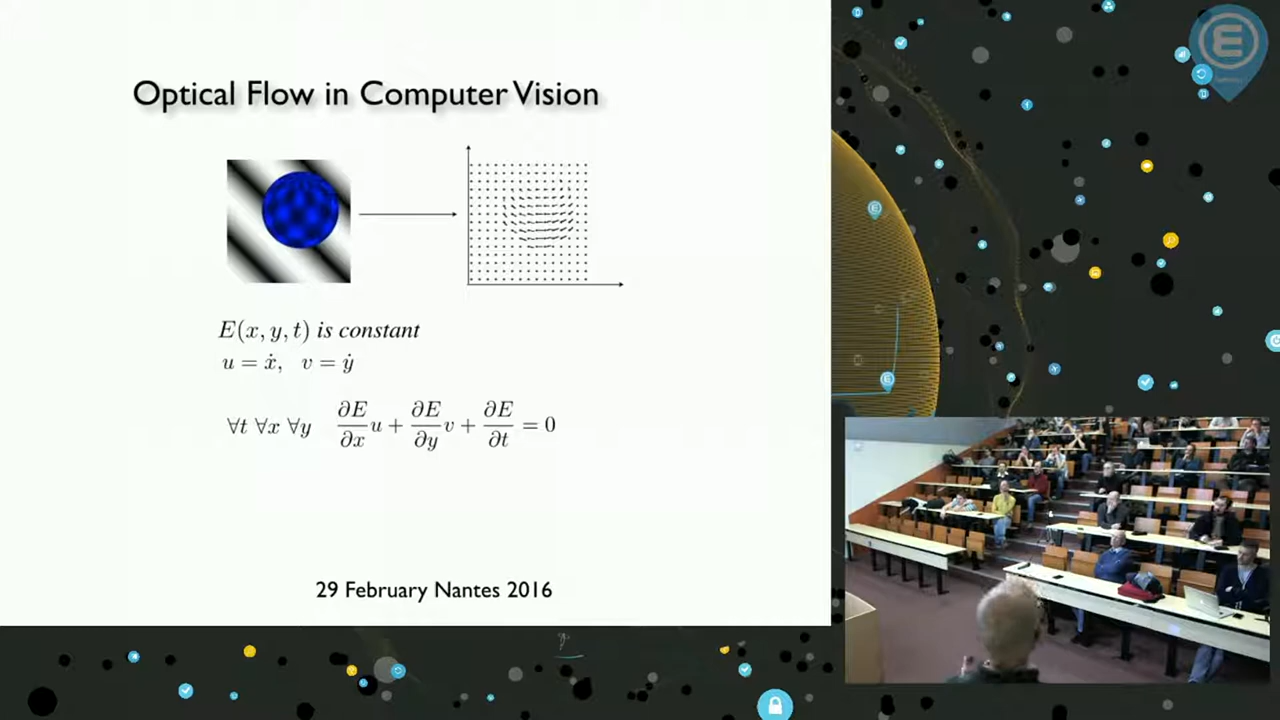 Optical Flow in Computer Vision
E(x, y, t) is constant
u = ẋ, v = ẏ
∀t ∀x ∀y ∂E/∂x u + ∂E/∂y v + ∂E/∂t = 0
29 February Nantes 2016